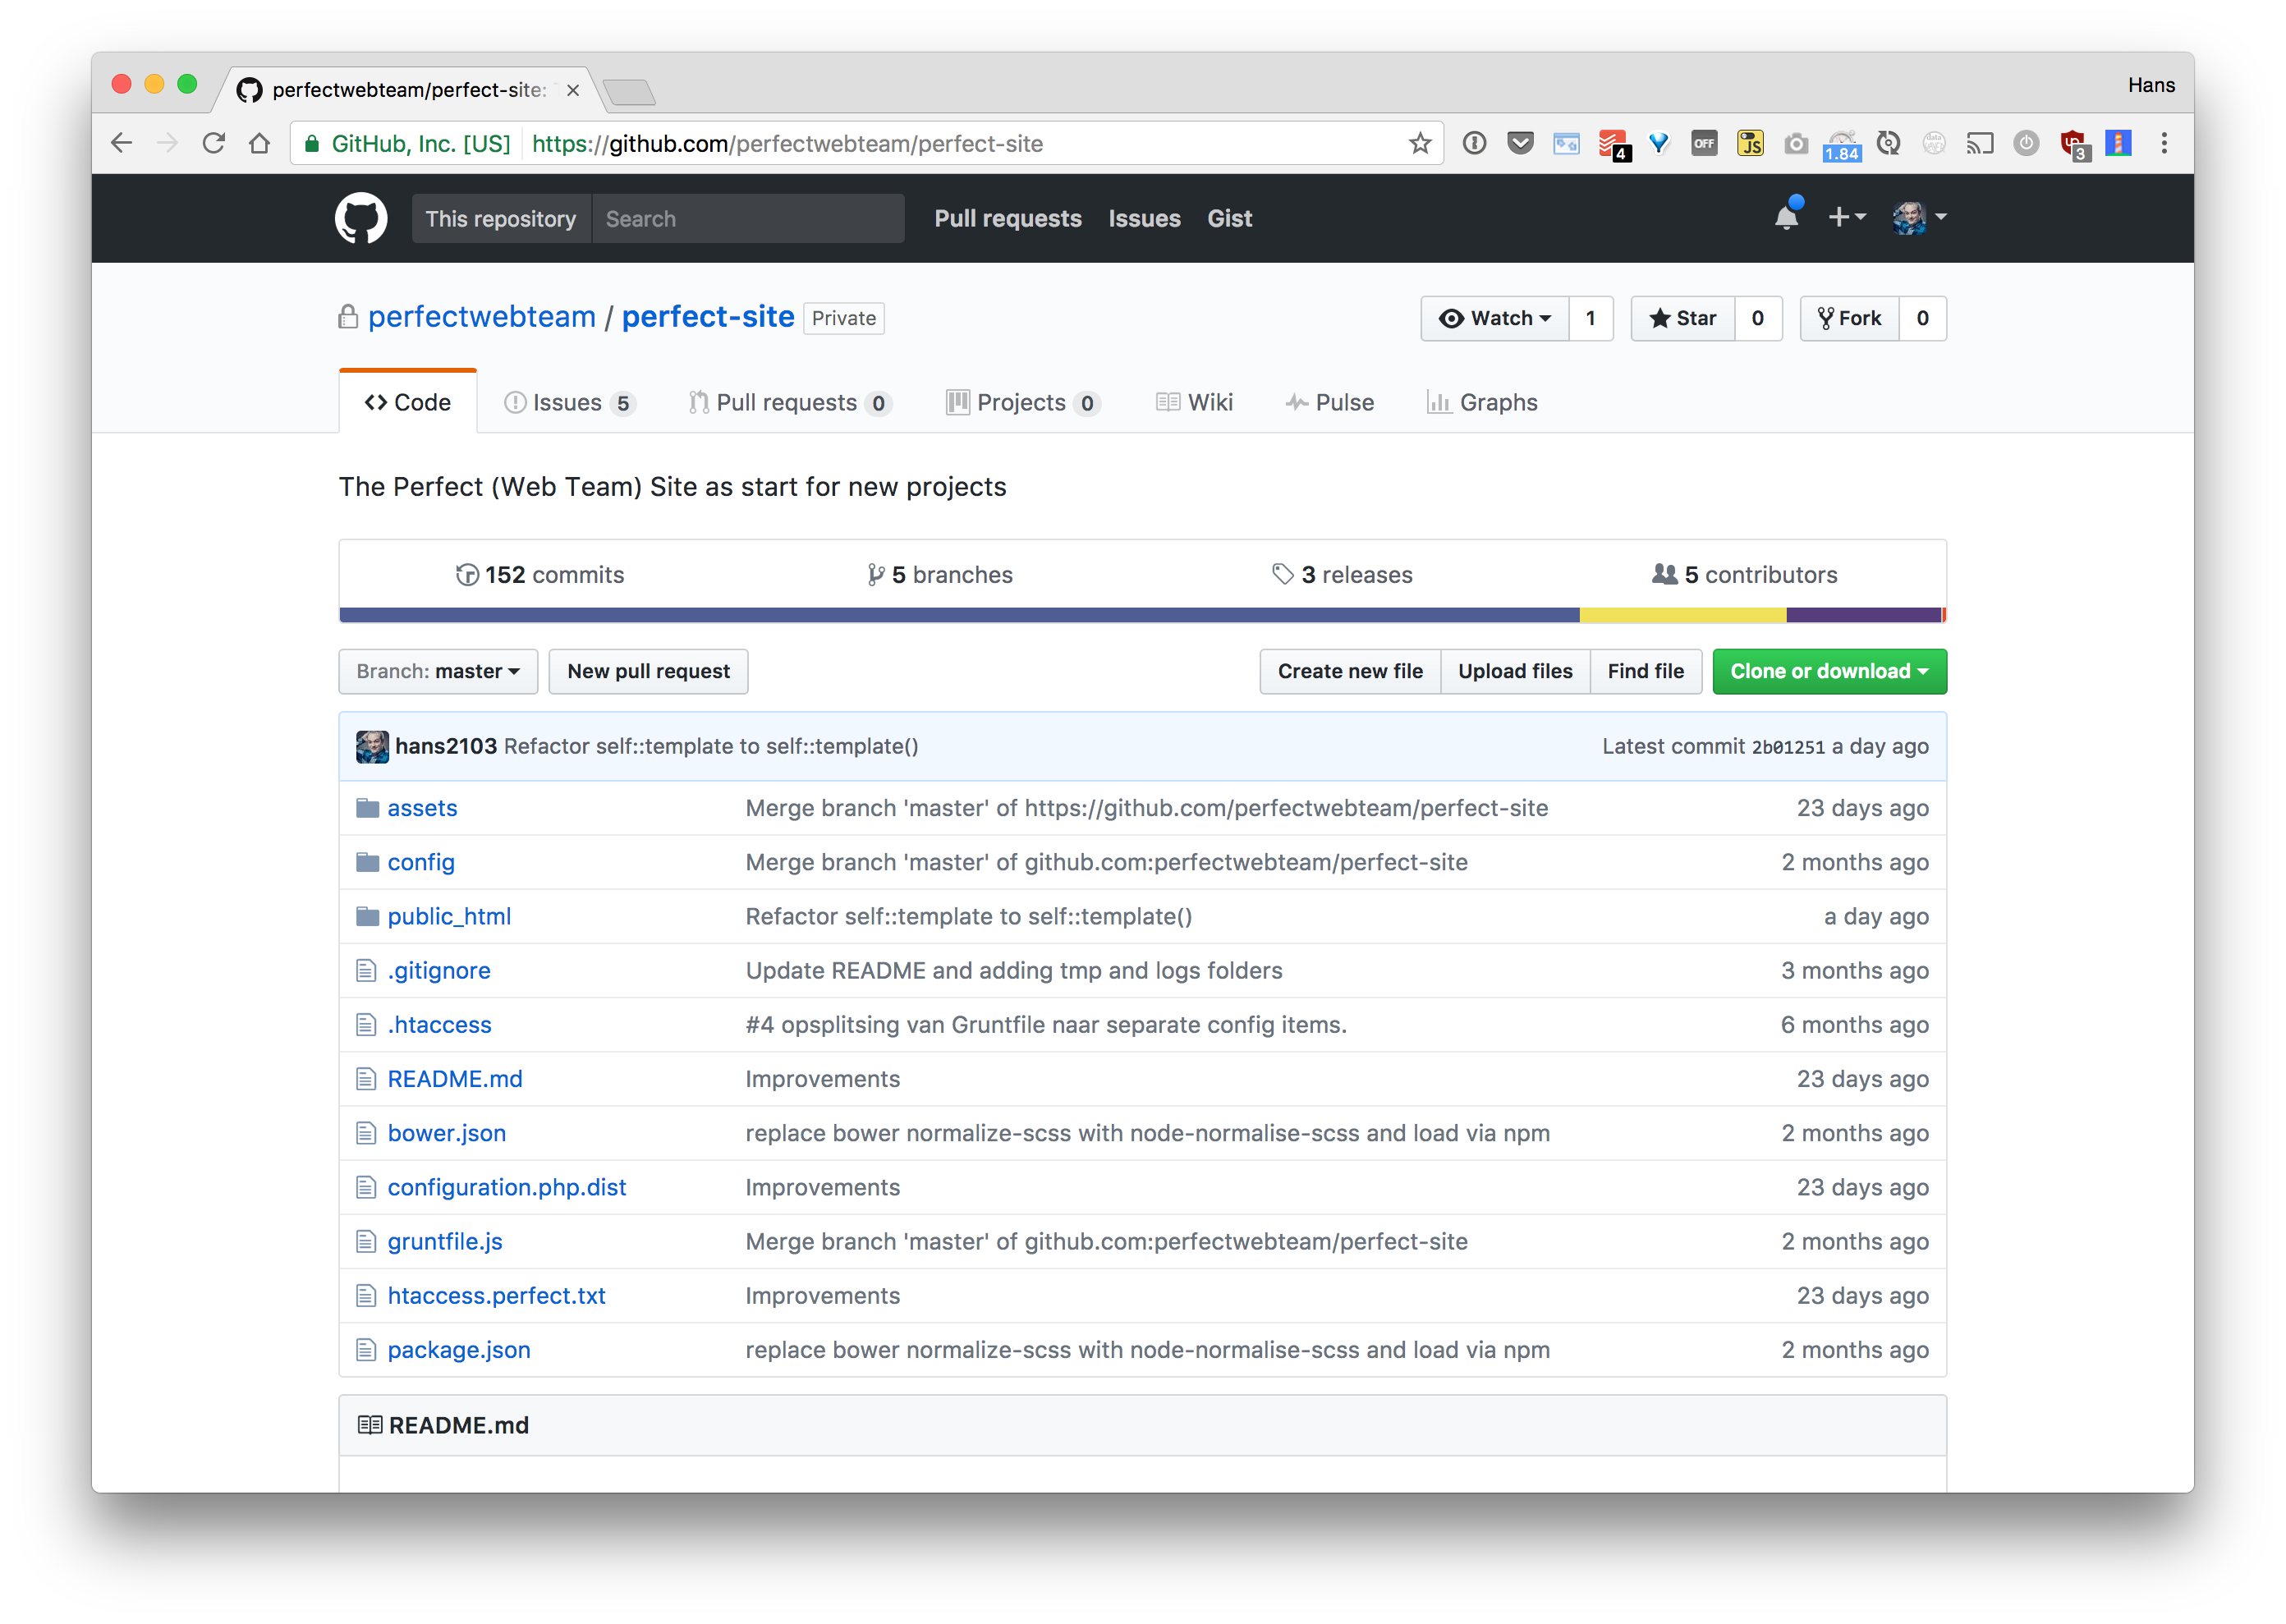 perfectwebteam/perfect-site:
Hans
GitHub, Inc. [US] https://github.com/perfectwebteam/perfect-site
4 OFF JS 1.84 3
This repository Search Pull requests Issues Gist
perfectwebteam / perfect-site Private Watch 1 Star 0 Fork 0
Code Issues 5 Pull requests 0 Projects 0 Wiki Pulse Graphs
The Perfect (Web Team) Site as start for new projects
152 commits 5 branches 3 releases 5 contributors
Branch: master New pull request Create new file Upload files Find file Clone or download
hans2103 Refactor self::template to self::template() Latest commit 2b01251 a day ago
assets Merge branch 'master' of https://github.com/perfectwebteam/perfect-site 23 days ago
config Merge branch 'master' of github.com:perfectwebteam/perfect-site 2 months ago
public_html Refactor self::template to self::template() a day ago
.gitignore Update README and adding tmp and logs folders 3 months ago
.htaccess #4 opsplitsing van Gruntfile naar separate config items. 6 months ago
README.md Improvements 23 days ago
bower.json replace bower normalize-scss with node-normalise-scss and load via npm 2 months ago
configuration.php.dist Improvements 23 days ago
gruntfile.js Merge branch 'master' of github.com:perfectwebteam/perfect-site 2 months ago
htaccess.perfect.txt Improvements 23 days ago
package.json replace bower normalize-scss with node-normalise-scss and load via npm 2 months ago
README.md